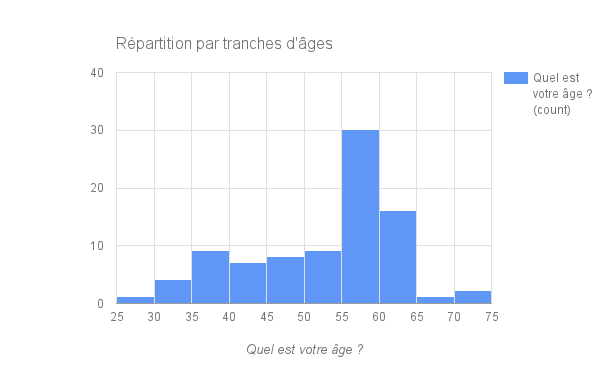 Répartition par tranches d'âges
40
30
20
10
0
25 30 35 40 45 50 55 60 65 70 75
Quel est votre âge ?
Quel est
votre âge ?
(count)